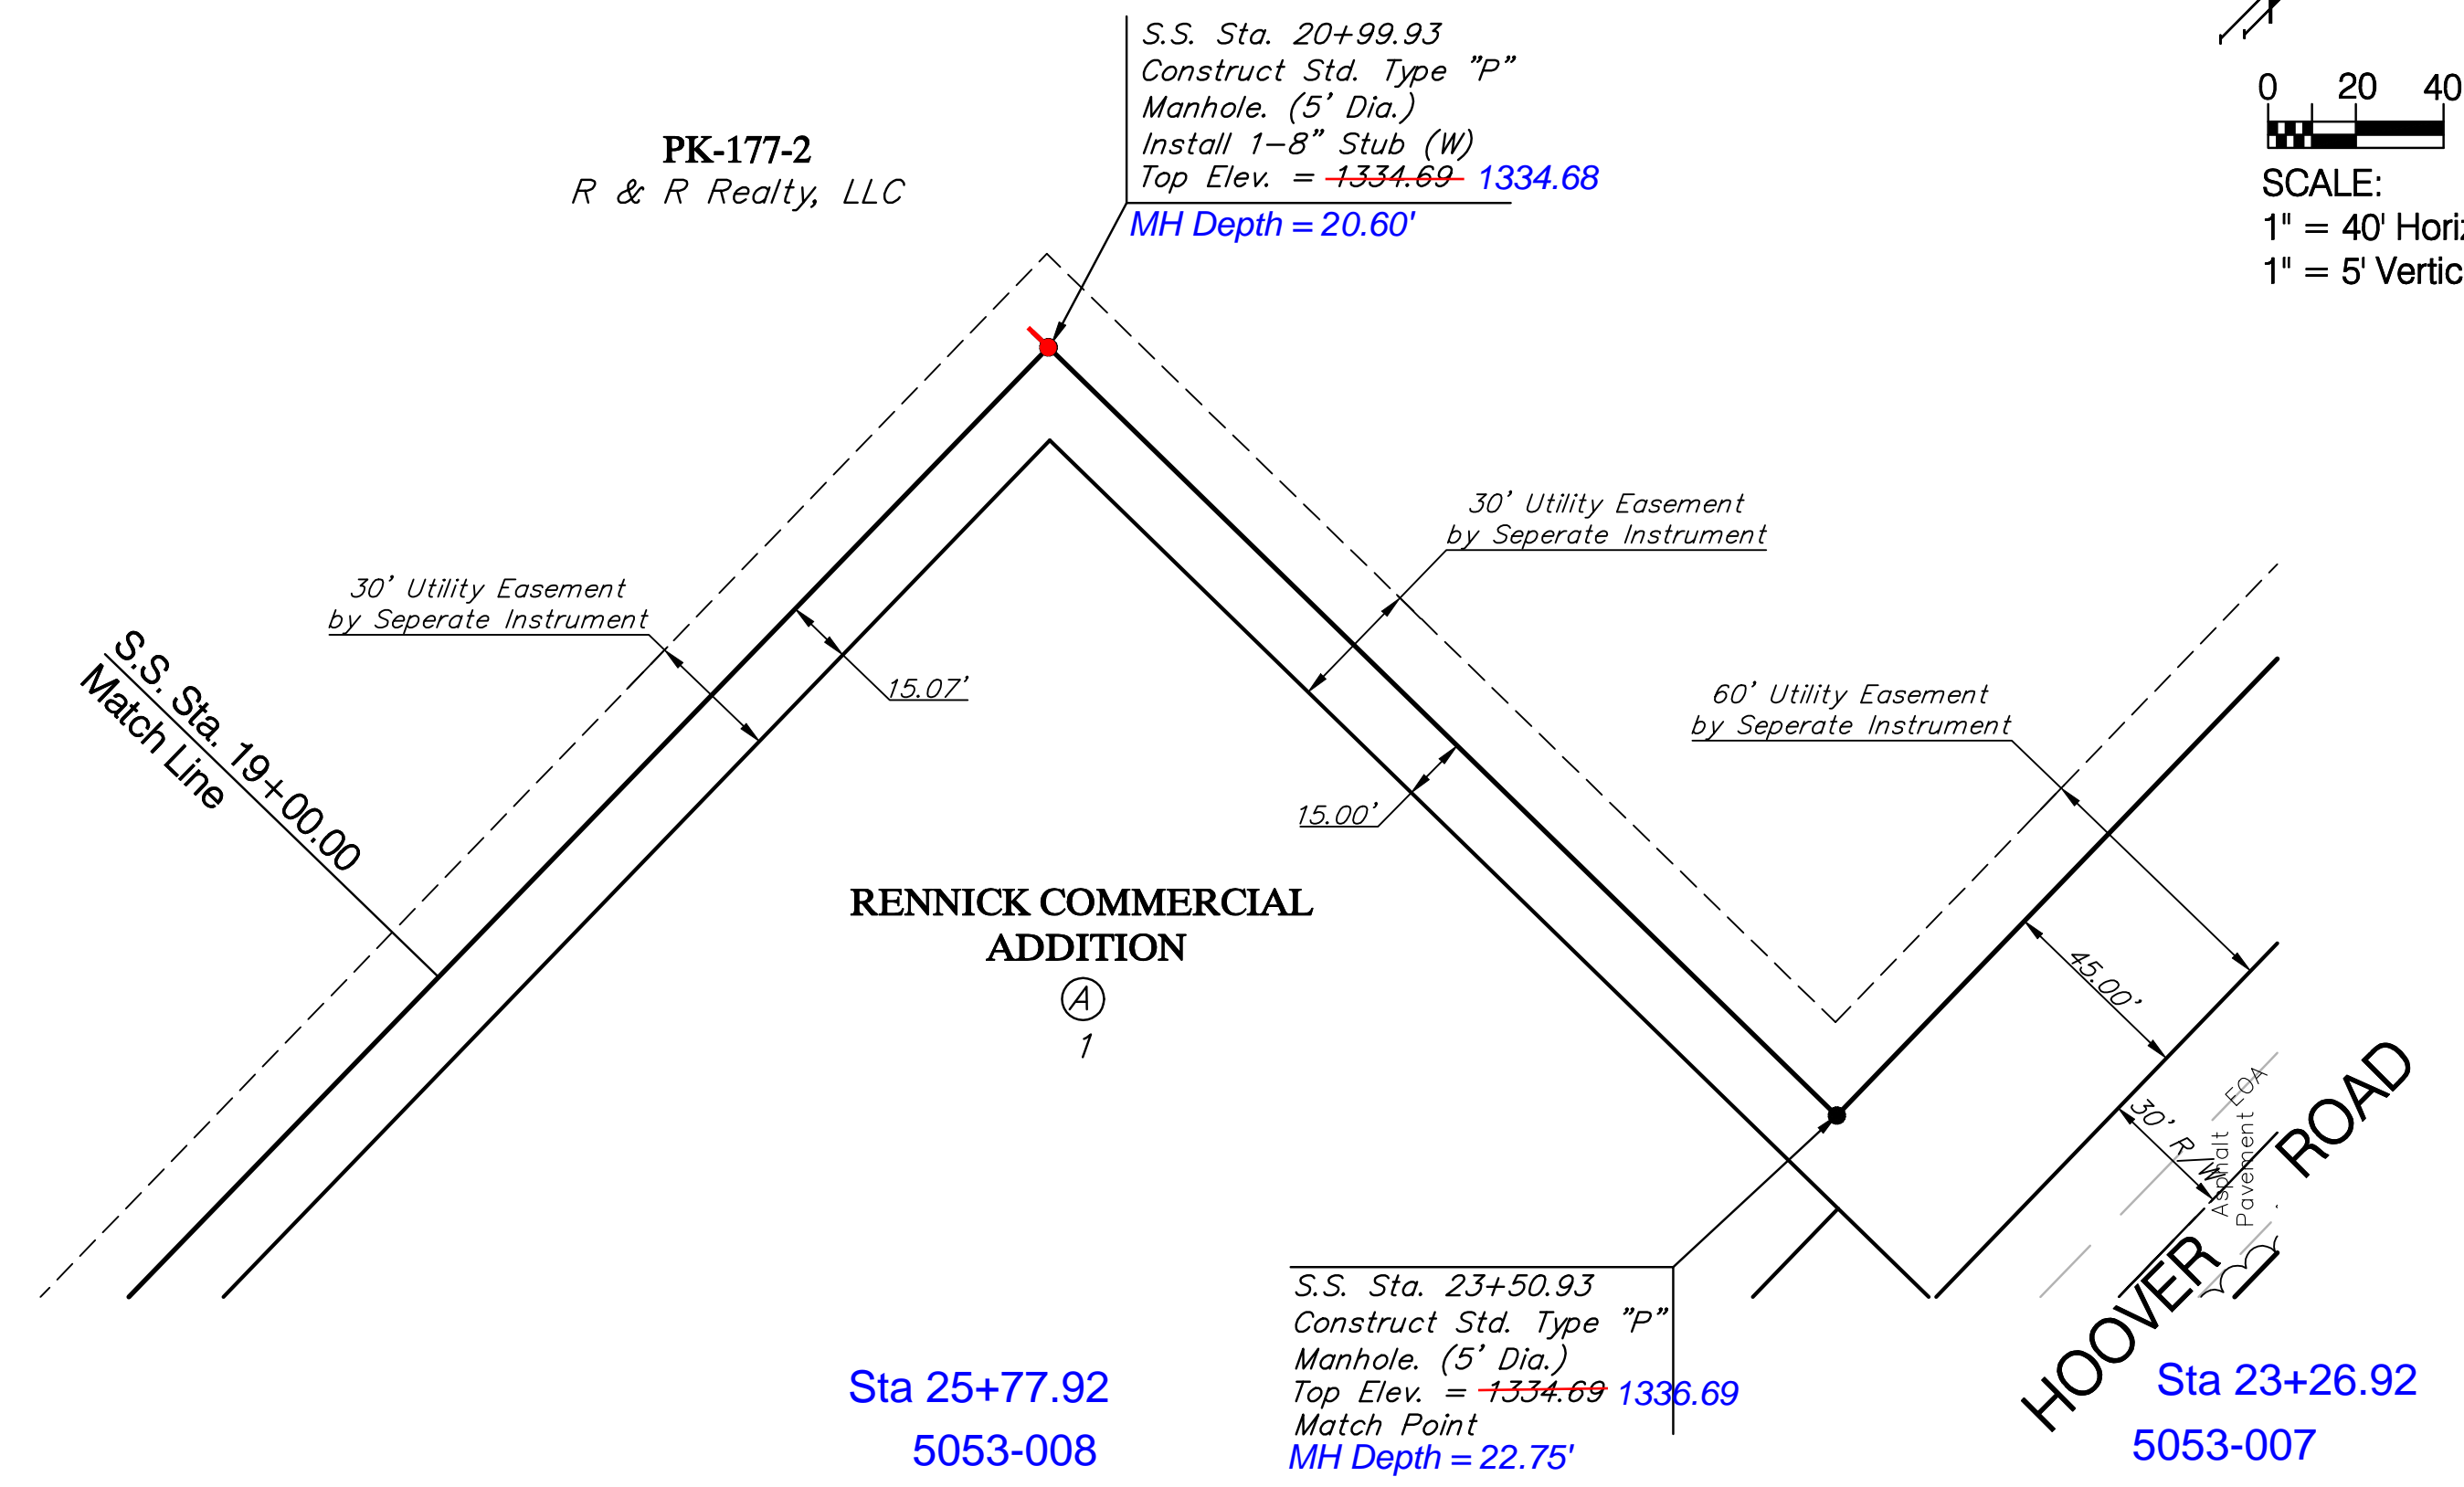 S.S. Sta. 20+99.93
Construct Std. Type "P"
Manhole. (5' Dia.)
Install 1-8" Stub (W)
Top Elev. = 1334.69 1334.68
MH Depth = 20.60'
PK-177-2
R & R Realty, LLC
0 20 40
SCALE:
1" = 40' Horiz
1" = 5' Vertic
30' Utility Easement
by Seperate Instrument
30' Utility Easement
by Seperate Instrument
15.07'
S.S. Sta. 19+00.00
Match Line
60' Utility Easement
by Seperate Instrument
15.00'
RENNICK COMMERCIAL
ADDITION
A
1
45.00'
30' R/W
EOA
Asphalt
Pavement
HOOVER ROAD
S.S. Sta. 23+50.93
Construct Std. Type "P"
Manhole. (5' Dia.)
Top Elev. = 1334.69 1336.69
Match Point
MH Depth = 22.75'
Sta 25+77.92
5053-008
Sta 23+26.92
5053-007